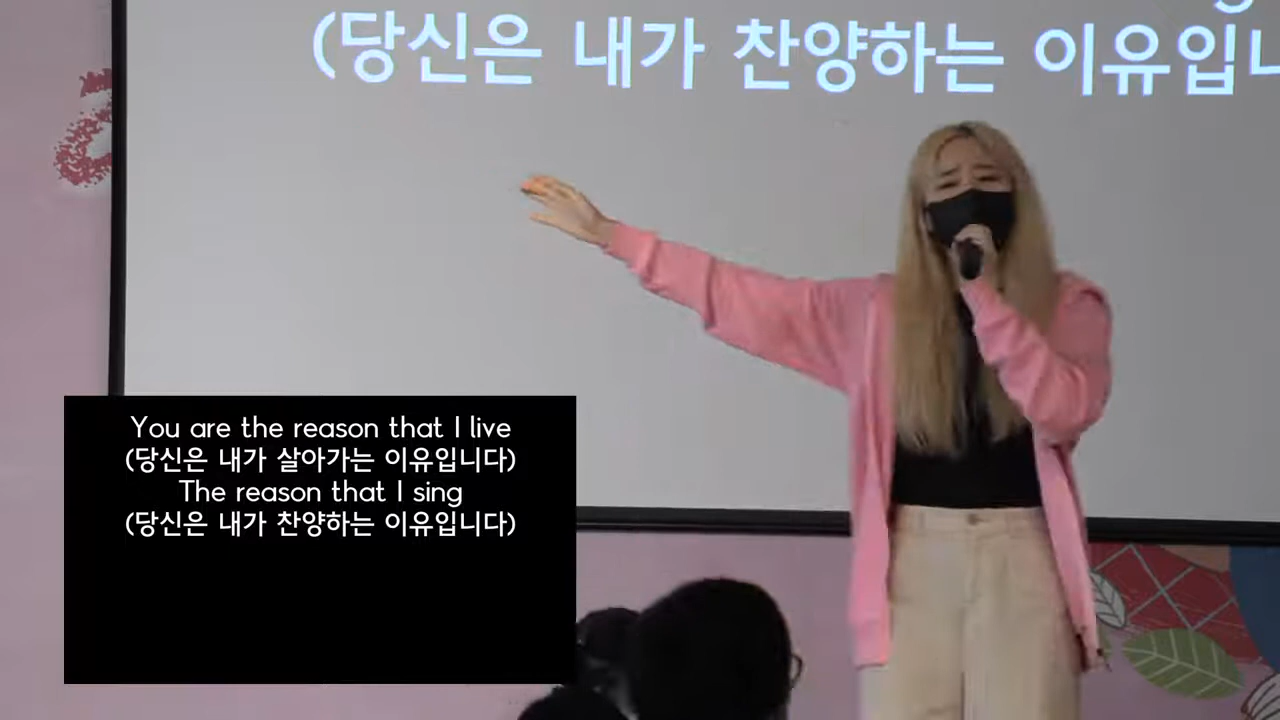 (당신은 내가 찬양하는 이유입니
You are the reason that I live
(당신은 내가 살아가는 이유입니다)
The reason that I sing
(당신은 내가 찬양하는 이유입니다)